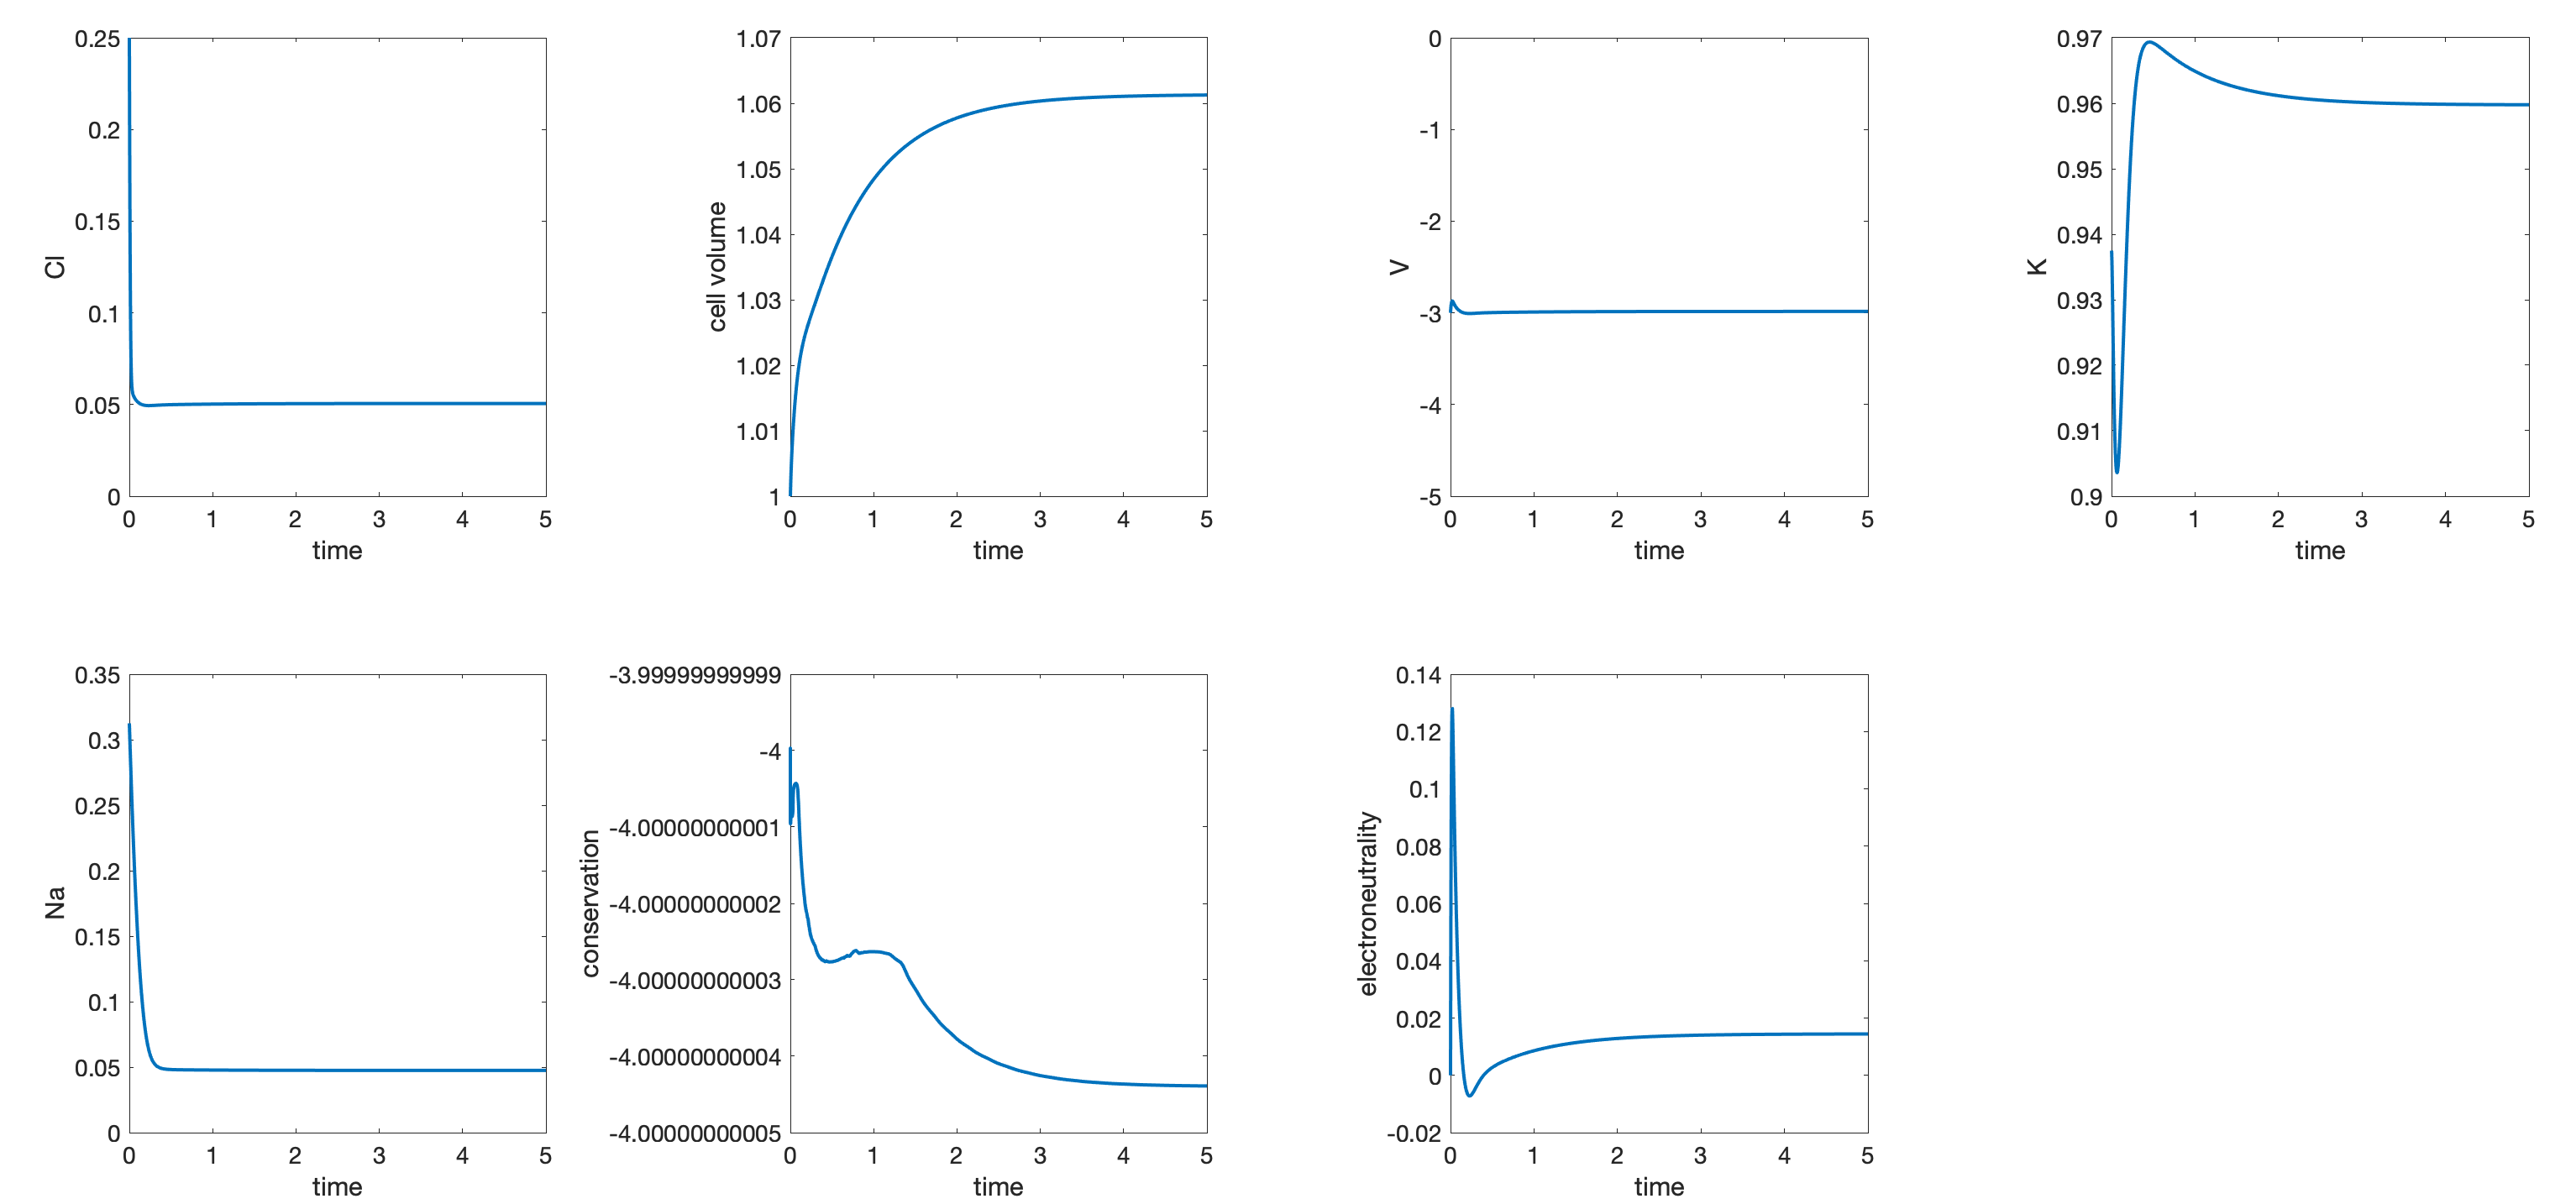 0.25
0.2
0.15
0.1
0.05
0
Cl
0 1 2 3 4 5
time
1.07
1.06
1.05
1.04
1.03
1.02
1.01
1
cell volume
0 1 2 3 4 5
time
0
-1
-2
-3
-4
-5
V
0 1 2 3 4 5
time
0.97
0.96
0.95
0.94
0.93
0.92
0.91
0.9
K
0 1 2 3 4 5
time
0.35
0.3
0.25
0.2
0.15
0.1
0.05
0
Na
0 1 2 3 4 5
time
-3.99999999999
-4
-4.00000000001
-4.00000000002
-4.00000000003
-4.00000000004
-4.00000000005
conservation
0 1 2 3 4 5
time
0.14
0.12
0.1
0.08
0.06
0.04
0.02
0
-0.02
electroneutrality
0 1 2 3 4 5
time